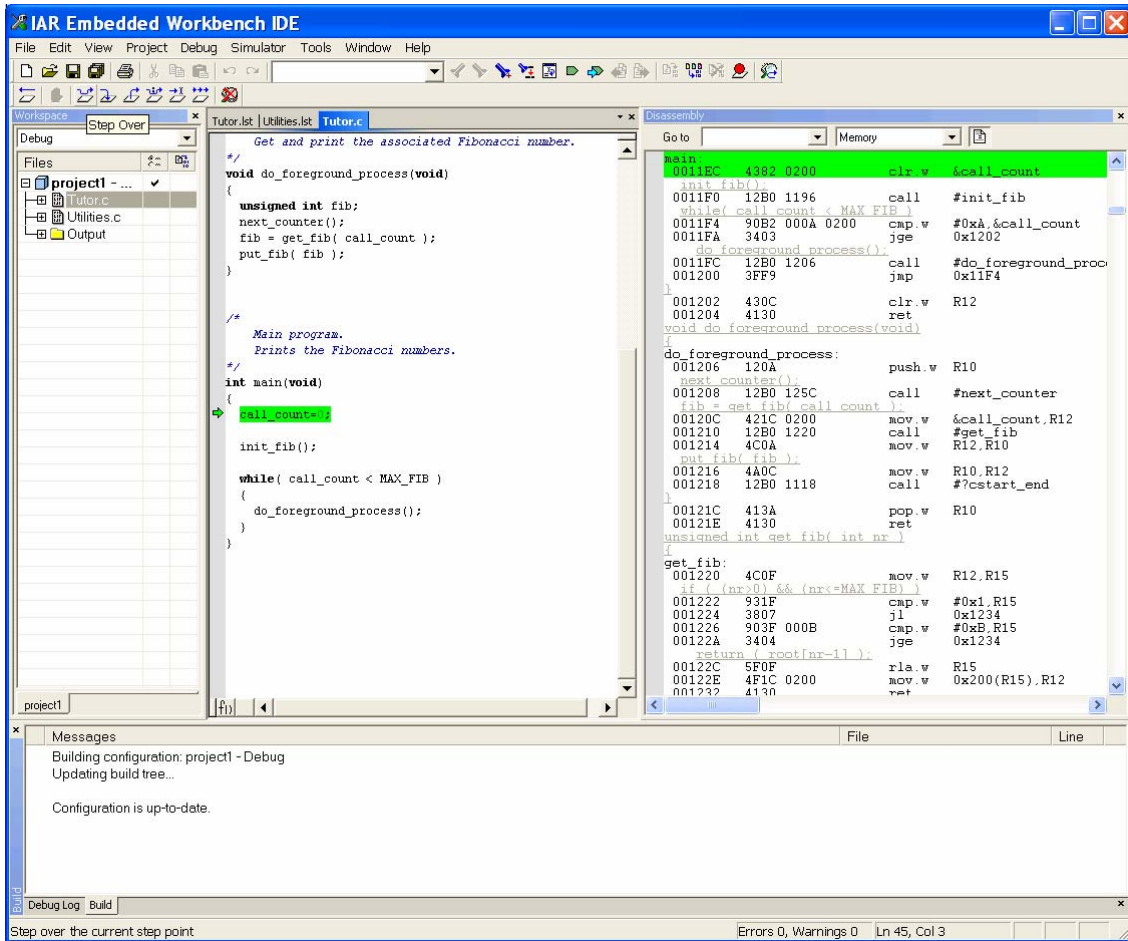 IAR Embedded Workbench IDE
File Edit View Project Debug Simulator Tools Window Help
Workspace
Step Over
Debug
Files
project1 - ...
Tutor.c
Utilities.c
Output
project1
Tutor.lst | Utilities.lst Tutor.c
Get and print the associated Fibonacci number.
*/
void do_foreground_process(void)
{
unsigned int fib;
next_counter();
fib = get_fib( call_count );
put_fib( fib );
}
/*
Main program.
Prints the Fibonacci numbers.
*/
int main(void)
{
call_count=0;
init_fib();
while( call_count < MAX_FIB )
{
do_foreground_process();
}
}
Disassembly
Go to Memory
main:
0011EC 4382 0200 clr.w &call_count
init_fib();
0011F0 12B0 1196 call #init_fib
while( call_count < MAX_FIB )
0011F4 90B2 000A 0200 cmp.w #0xA,&call_count
0011FA 3403 jge 0x1202
do_foreground_process();
0011FC 12B0 1206 call #do_foreground_proc
001200 3FF9 jmp 0x11F4
}
001202 430C clr.w R12
001204 4130 ret
void do_foreground_process(void)
{
do_foreground_process:
001206 120A push.w R10
next_counter();
001208 12B0 125C call #next_counter
fib = get_fib( call_count );
00120C 421C 0200 mov.w &call_count,R12
001210 12B0 1220 call #get_fib
001214 4C0A mov.w R12,R10
put_fib( fib );
001216 4A0C mov.w R10,R12
001218 12B0 1118 call #?cstart_end
}
00121C 413A pop.w R10
00121E 4130 ret
unsigned int get_fib( int nr )
{
get_fib:
001220 4C0F mov.w R12,R15
if ( (nr>0) && (nr<=MAX_FIB) )
001222 931F cmp.w #0x1,R15
001224 3807 jl 0x1234
001226 903F 000B cmp.w #0xB,R15
00122A 3404 jge 0x1234
return ( root[nr-1] );
00122C 5F0F rla.w R15
00122E 4F1C 0200 mov.w 0x200(R15),R12
001232 4130 ret
Messages File Line
Building configuration: project1 - Debug
Updating build tree...
Configuration is up-to-date.
Build
Debug Log Build
Step over the current step point Errors 0, Warnings 0 Ln 45, Col 3